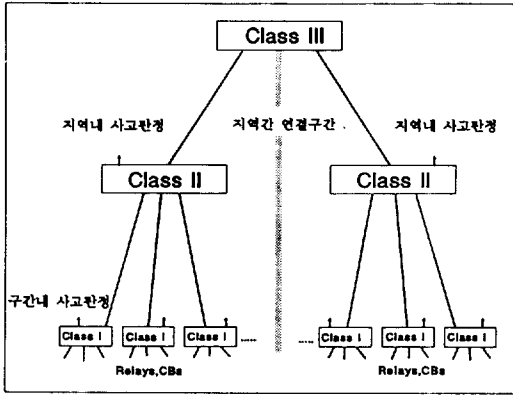 Class III
지역내 사고판정
지역간 연결구간
지역내 사고판정
Class II
Class II
구간내 사고판정
Class I
Class I
Class I
Class I
Class I
Class I
Relays,CBs
Relays,CBs